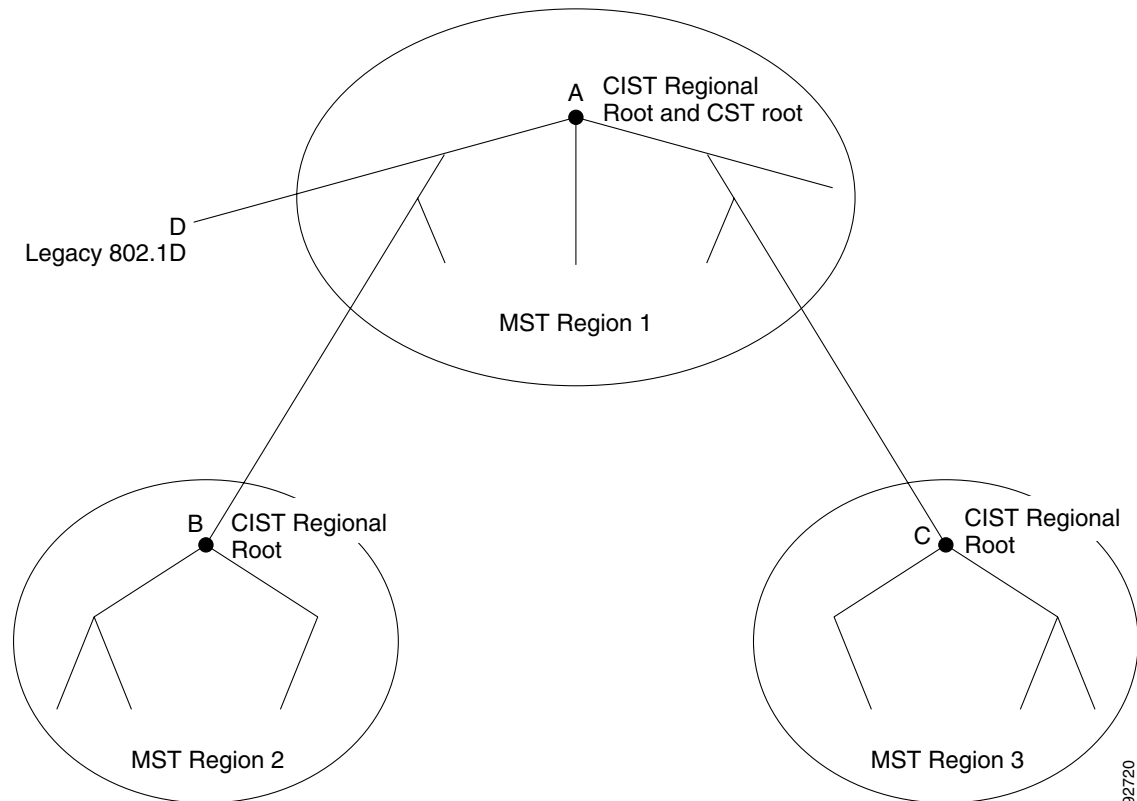 A
CIST Regional
Root and CST root
D
Legacy 802.1D
MST Region 1
B
CIST Regional
Root
C
CIST Regional
Root
MST Region 2
MST Region 3